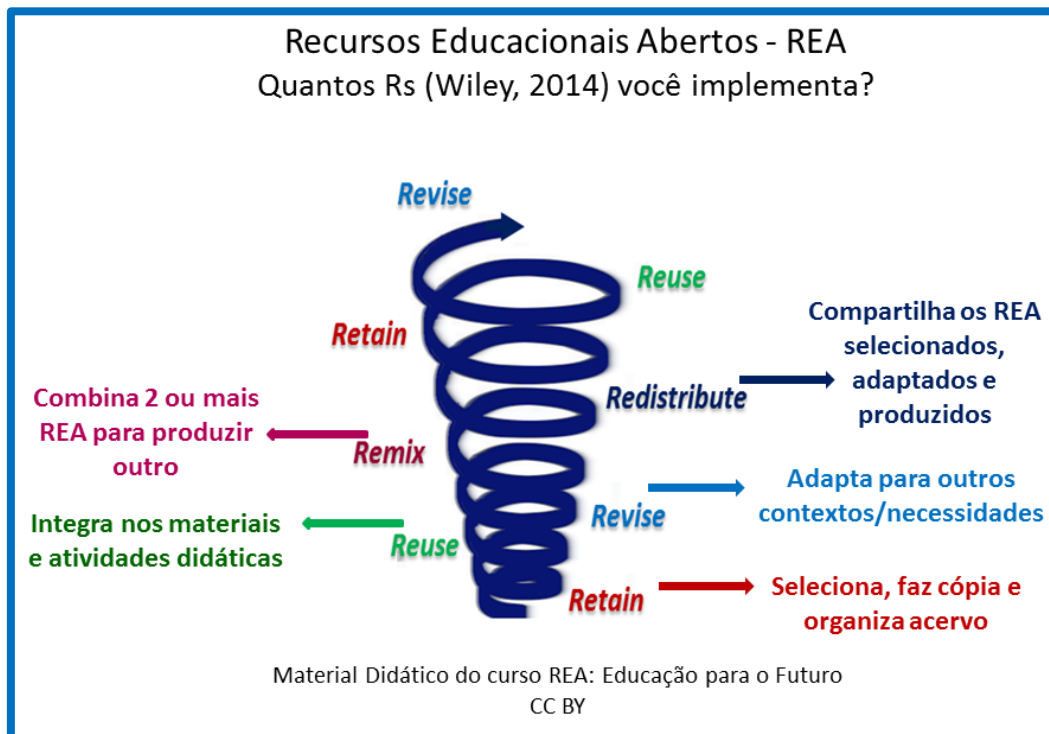 Recursos Educacionais Abertos - REA
Quantos Rs (Wiley, 2014) você implementa?
Revise
Reuse
Retain
Compartilha os REA
selecionados,
adaptados e
produzidos
Redistribute
Combina 2 ou mais
REA para produzir
outro
Remix
Adapta para outros
contextos/necessidades
Revise
Integra nos materiais
e atividades didáticas
Reuse
Seleciona, faz cópia e
organiza acervo
Retain
Material Didático do curso REA: Educação para o Futuro
CC BY